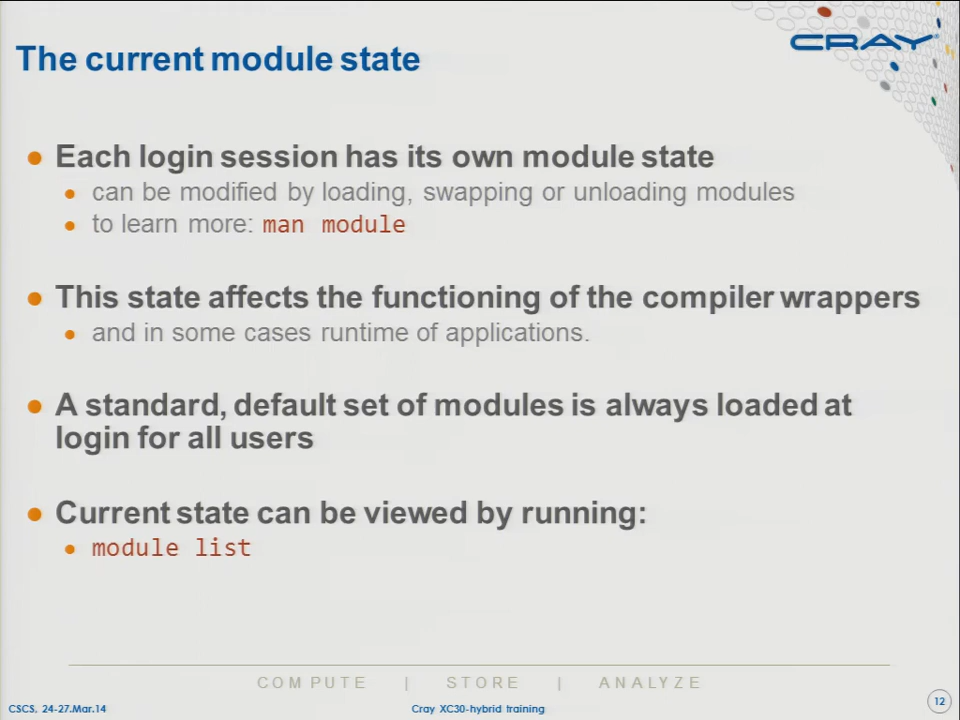 The current module state
CRAY
● Each login session has its own module state
● can be modified by loading, swapping or unloading modules
● to learn more: man module
● This state affects the functioning of the compiler wrappers
● and in some cases runtime of applications.
● A standard, default set of modules is always loaded at
login for all users
● Current state can be viewed by running:
● module list
COMPUTE | STORE | ANALYZE
CSCS, 24-27.Mar.14
Cray XC30-hybrid training
12